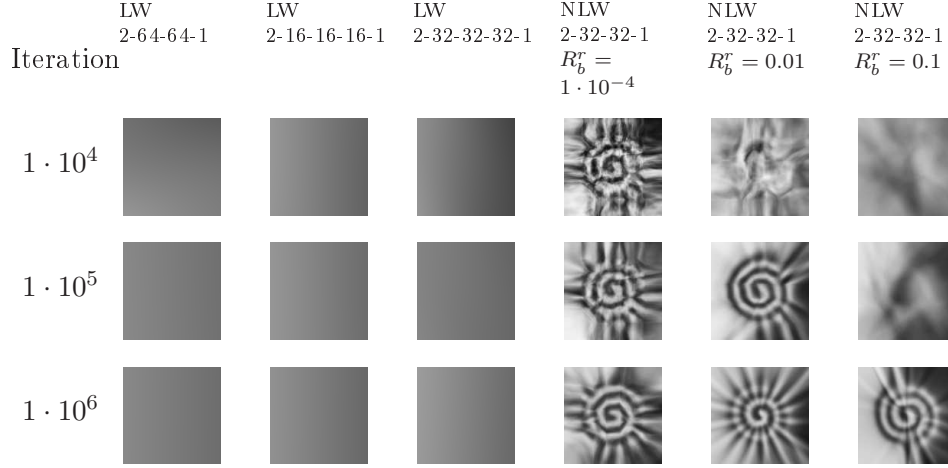 LW LW LW NLW NLW NLW
2-64-64-1 2-16-16-16-1 2-32-32-32-1 2-32-32-1 2-32-32-1 2-32-32-1
Iteration R_b^r = R_b^r = 0.01 R_b^r = 0.1
1 · 10^{-4}
1 · 10^4
1 · 10^5
1 · 10^6